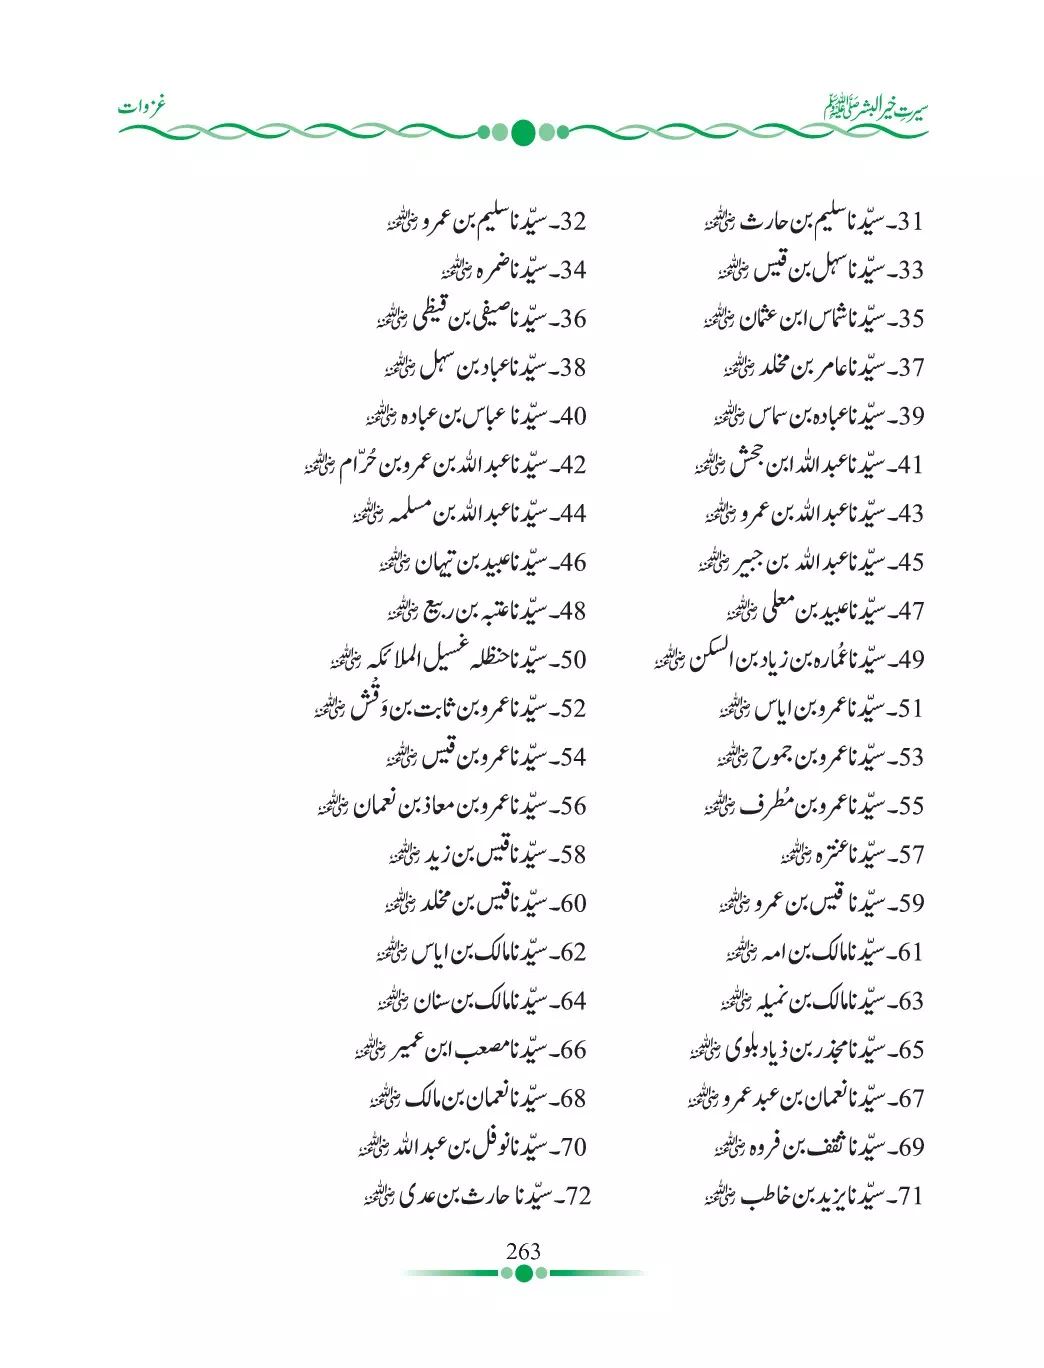 سیرتِ خیر البشر ﷺ غزوات
31۔ سیّدنا سلیم بن حارث رضی اللہ عنہ 32۔ سیّدنا سلیم بن عمرو رضی اللہ عنہ
33۔ سیّدنا سہل بن قیس رضی اللہ عنہ 34۔ سیّدنا ضمرہ رضی اللہ عنہ
35۔ سیّدنا شماس ابن عثمان رضی اللہ عنہ 36۔ سیّدنا صیفی بن قیظی رضی اللہ عنہ
37۔ سیّدنا عامر بن مخلد رضی اللہ عنہ 38۔ سیّدنا عباد بن سہل رضی اللہ عنہ
39۔ سیّدنا عبادہ بن سماس رضی اللہ عنہ 40۔ سیّدنا عباس بن عبادہ رضی اللہ عنہ
41۔ سیّدنا عبد اللہ ابن جحش رضی اللہ عنہ 42۔ سیّدنا عبد اللہ بن عمرو بن حُرّام رضی اللہ عنہ
43۔ سیّدنا عبد اللہ بن عمرو رضی اللہ عنہ 44۔ سیّدنا عبد اللہ بن مسلمہ رضی اللہ عنہ
45۔ سیّدنا عبد اللہ بن جبیر رضی اللہ عنہ 46۔ سیّدنا عبید بن تیہان رضی اللہ عنہ
47۔ سیّدنا عبید بن معلی رضی اللہ عنہ 48۔ سیّدنا عتبہ بن ربیع رضی اللہ عنہ
49۔ سیّدنا عُمارہ بن زیاد بن السکن رضی اللہ عنہ 50۔ سیّدنا حنظلہ غسیل الملائکہ رضی اللہ عنہ
51۔ سیّدنا عمرو بن ایاس رضی اللہ عنہ 52۔ سیّدنا عمرو بن ثابت بن وَقْش رضی اللہ عنہ
53۔ سیّدنا عمرو بن جموح رضی اللہ عنہ 54۔ سیّدنا عمرو بن قیس رضی اللہ عنہ
55۔ سیّدنا عمرو بن مُطرف رضی اللہ عنہ 56۔ سیّدنا عمرو بن معاذ بن نعمان رضی اللہ عنہ
57۔ سیّدنا عنترہ رضی اللہ عنہ 58۔ سیّدنا قیس بن زید رضی اللہ عنہ
59۔ سیّدنا قیس بن عمرو رضی اللہ عنہ 60۔ سیّدنا قیس بن مخلد رضی اللہ عنہ
61۔ سیّدنا مالک بن امہ رضی اللہ عنہ 62۔ سیّدنا مالک بن ایاس رضی اللہ عنہ
63۔ سیّدنا مالک بن نمیلہ رضی اللہ عنہ 64۔ سیّدنا مالک بن سنان رضی اللہ عنہ
65۔ سیّدنا مجذر بن ذیاد بلوی رضی اللہ عنہ 66۔ سیّدنا مصعب ابن عمیر رضی اللہ عنہ
67۔ سیّدنا نعمان بن عبد عمرو رضی اللہ عنہ 68۔ سیّدنا نعمان بن مالک رضی اللہ عنہ
69۔ سیّدنا ثقف بن فروہ رضی اللہ عنہ 70۔ سیّدنا نوفل بن عبد اللہ رضی اللہ عنہ
71۔ سیّدنا یزید بن خاطب رضی اللہ عنہ 72۔ سیّدنا حارث بن عدی رضی اللہ عنہ
263